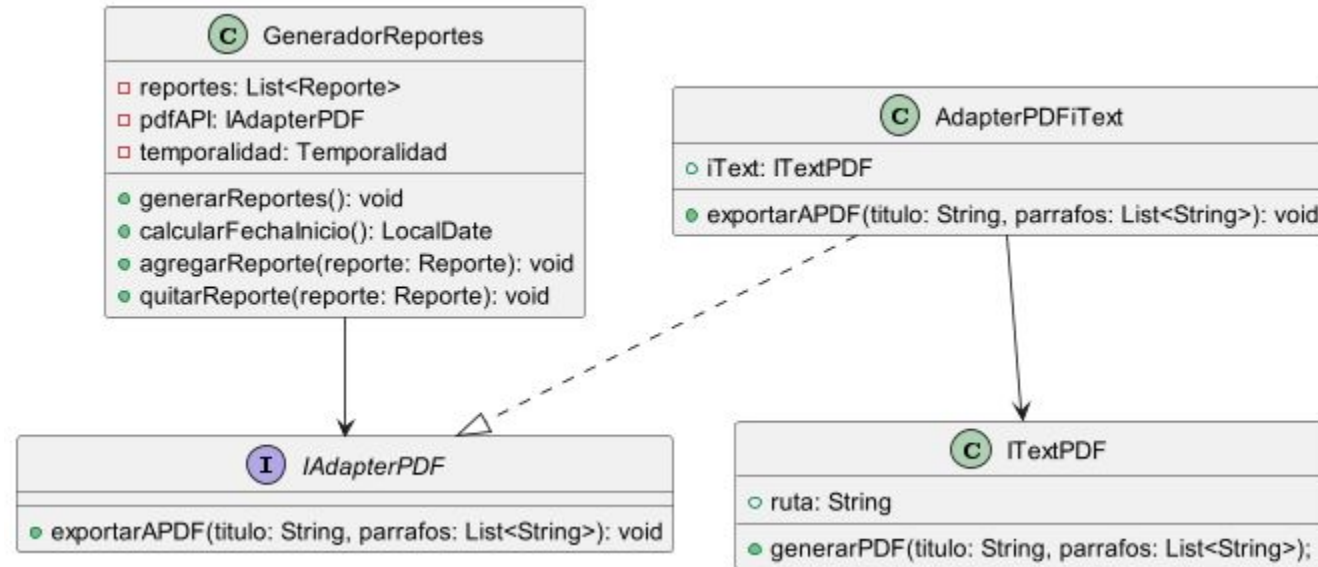 C GeneradorReportes
reportes: List<Reporte>
pdfAPI: IAdapterPDF
temporalidad: Temporalidad
generarReportes(): void
calcularFechaInicio(): LocalDate
agregarReporte(reporte: Reporte): void
quitarReporte(reporte: Reporte): void
C AdapterPDFiText
iText: ITextPDF
exportarAPDF(titulo: String, parrafos: List<String>): void
I IAdapterPDF
exportarAPDF(titulo: String, parrafos: List<String>): void
C ITextPDF
ruta: String
generarPDF(titulo: String, parrafos: List<String>);